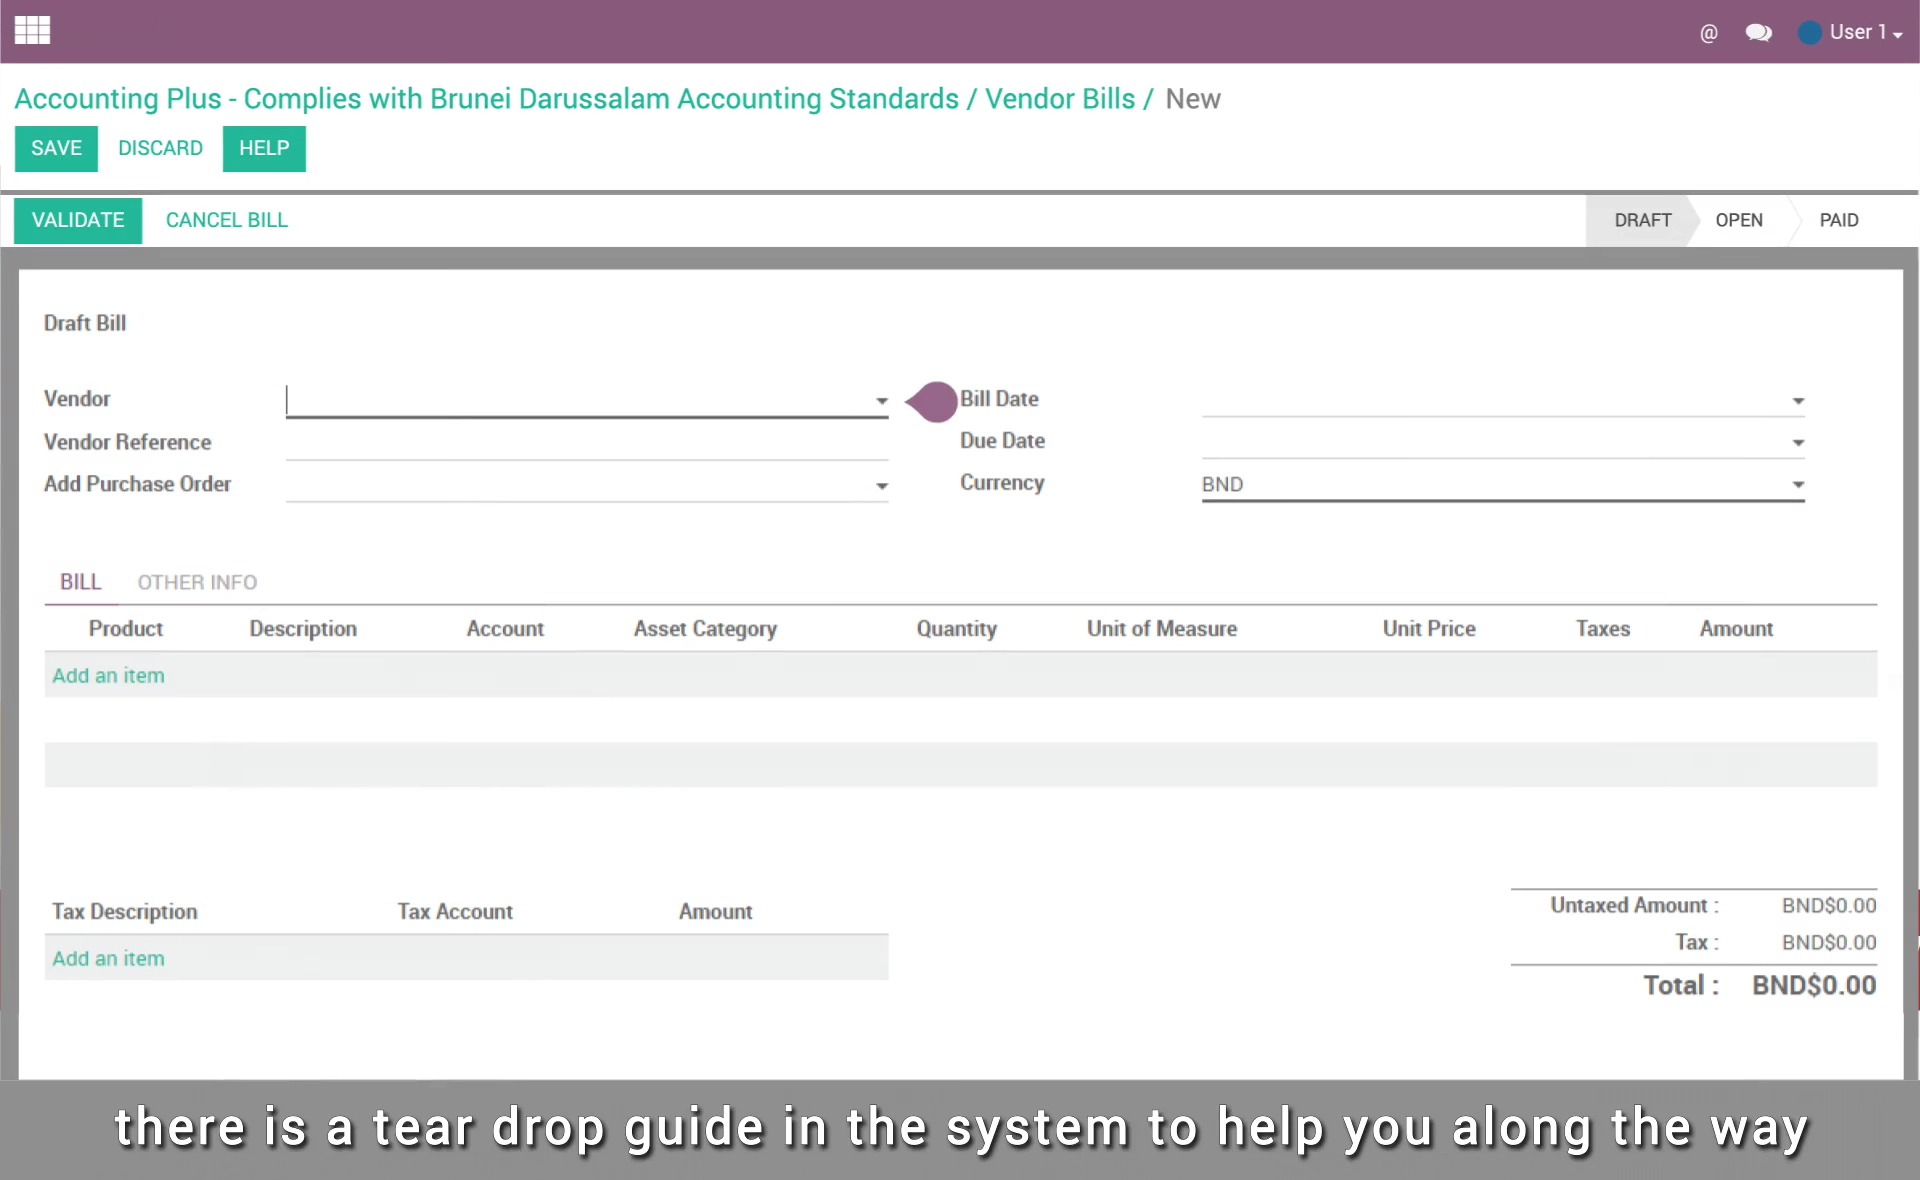 @ User 1
Accounting Plus - Complies with Brunei Darussalam Accounting Standards / Vendor Bills / New
SAVE DISCARD HELP
VALIDATE CANCEL BILL DRAFT OPEN PAID
Draft Bill
Vendor Bill Date
Vendor Reference Due Date
Add Purchase Order Currency BND
BILL OTHER INFO
Product Description Account Asset Category Quantity Unit of Measure Unit Price Taxes Amount
Add an item
Tax Description Tax Account Amount
Add an item
Untaxed Amount : BND$0.00
Tax : BND$0.00
Total : BND$0.00
there is a tear drop guide in the system to help you along the way